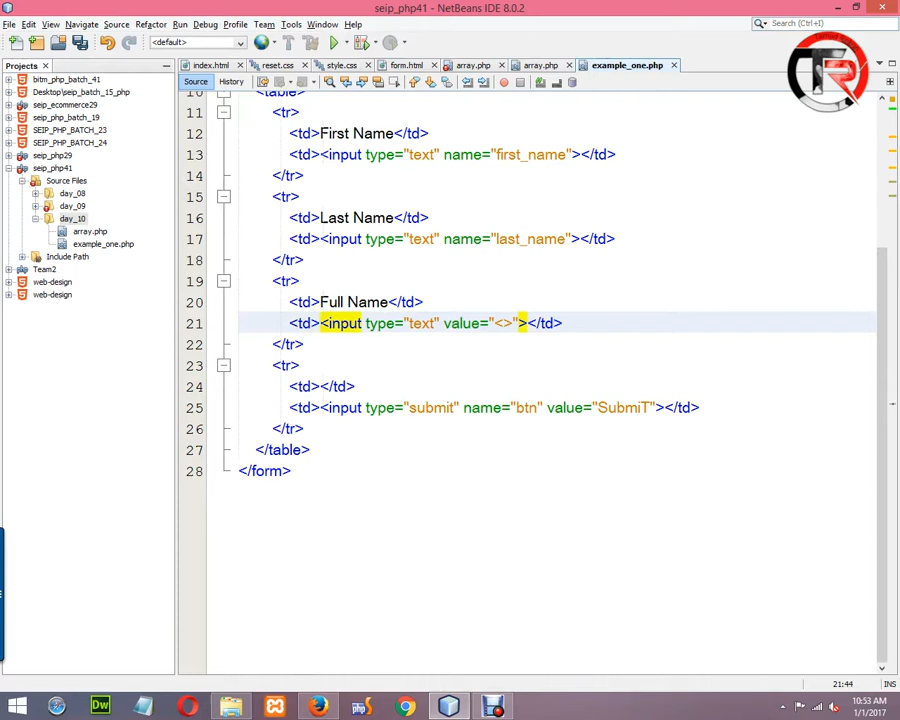 seip_php41 - NetBeans IDE 8.0.2
File Edit View Navigate Source Refactor Run Debug Profile Team Tools Window Help
Search (Ctrl+I)
<default>
Projects
index.html reset.css style.css form.html array.php array.php example_one.php
Source History
bitm_php_batch_41
Desktop\seip_batch_15_php
seip_ecommerce29
seip_php_batch_19
SEIP_PHP_BATCH_23
SEIP_PHP_BATCH_24
seip_php29
seip_php41
Source Files
day_08
day_09
day_10
array.php
example_one.php
Include Path
Team2
web-design
web-design
TR
10 <table>
11 <tr>
12 <td>First Name</td>
13 <td><input type="text" name="first_name"></td>
14 </tr>
15 <tr>
16 <td>Last Name</td>
17 <td><input type="text" name="last_name"></td>
18 </tr>
19 <tr>
20 <td>Full Name</td>
21 <td><input type="text" value="<>"></td>
22 </tr>
23 <tr>
24 <td></td>
25 <td><input type="submit" name="btn" value="SubmiT"></td>
26 </tr>
27 </table>
28 </form>
21:44 INS
Dw
php
10:53 AM
1/1/2017